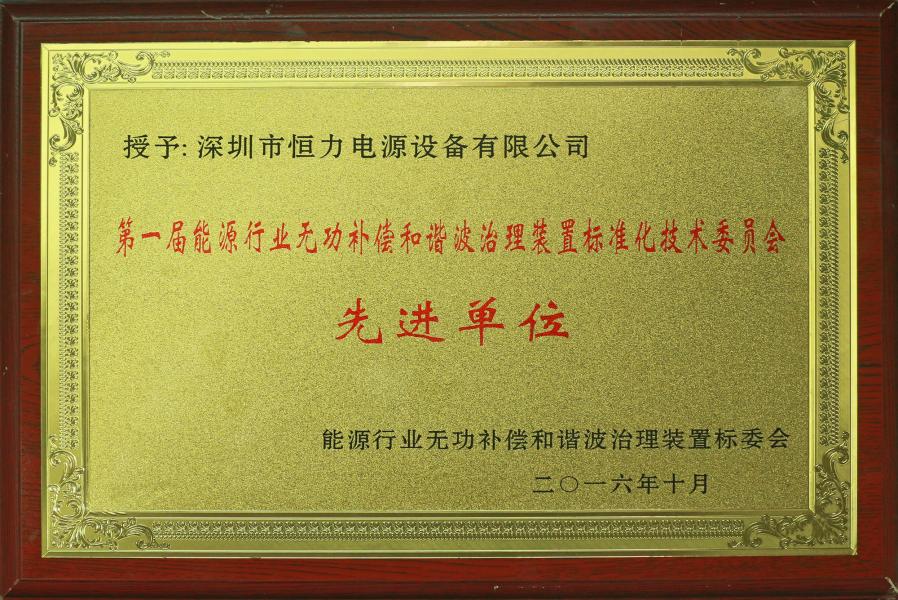 授予: 深圳市恒力电源设备有限公司
第一届能源行业无功补偿和谐波治理装置标准化技术委员会
先进单位
能源行业无功补偿和谐波治理装置标委会
二〇一六年十月